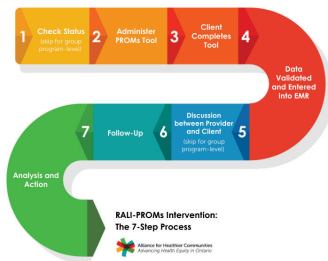 1
Check Status
(skip for group
program-level)
2
Administer
PROMs Tool
3
Client
Completes
Tool
4
Data
Validated
and Entered
into EMR
5
Discussion
between Provider
and Client
(skip for group
program-level)
6
Follow-Up
7
Analysis and
Action
RALI-PROMs Intervention:
The 7-Step Process
Alliance for Healthier Communities
Advancing Health Equity in Ontario